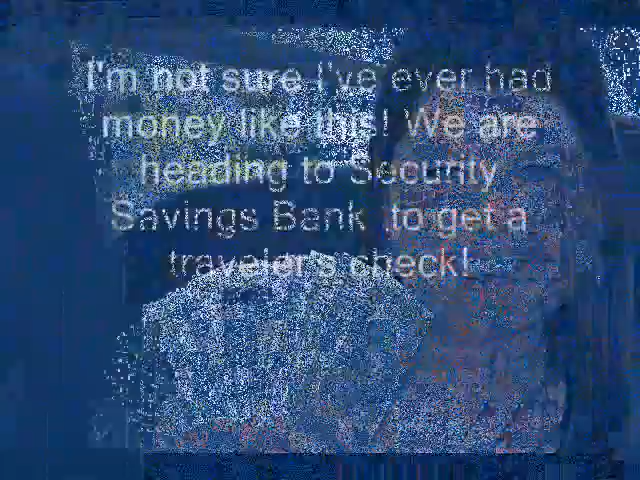 I'm not sure I've ever had
money like this! We are
heading to Security
Savings Bank to get a
traveler's check!